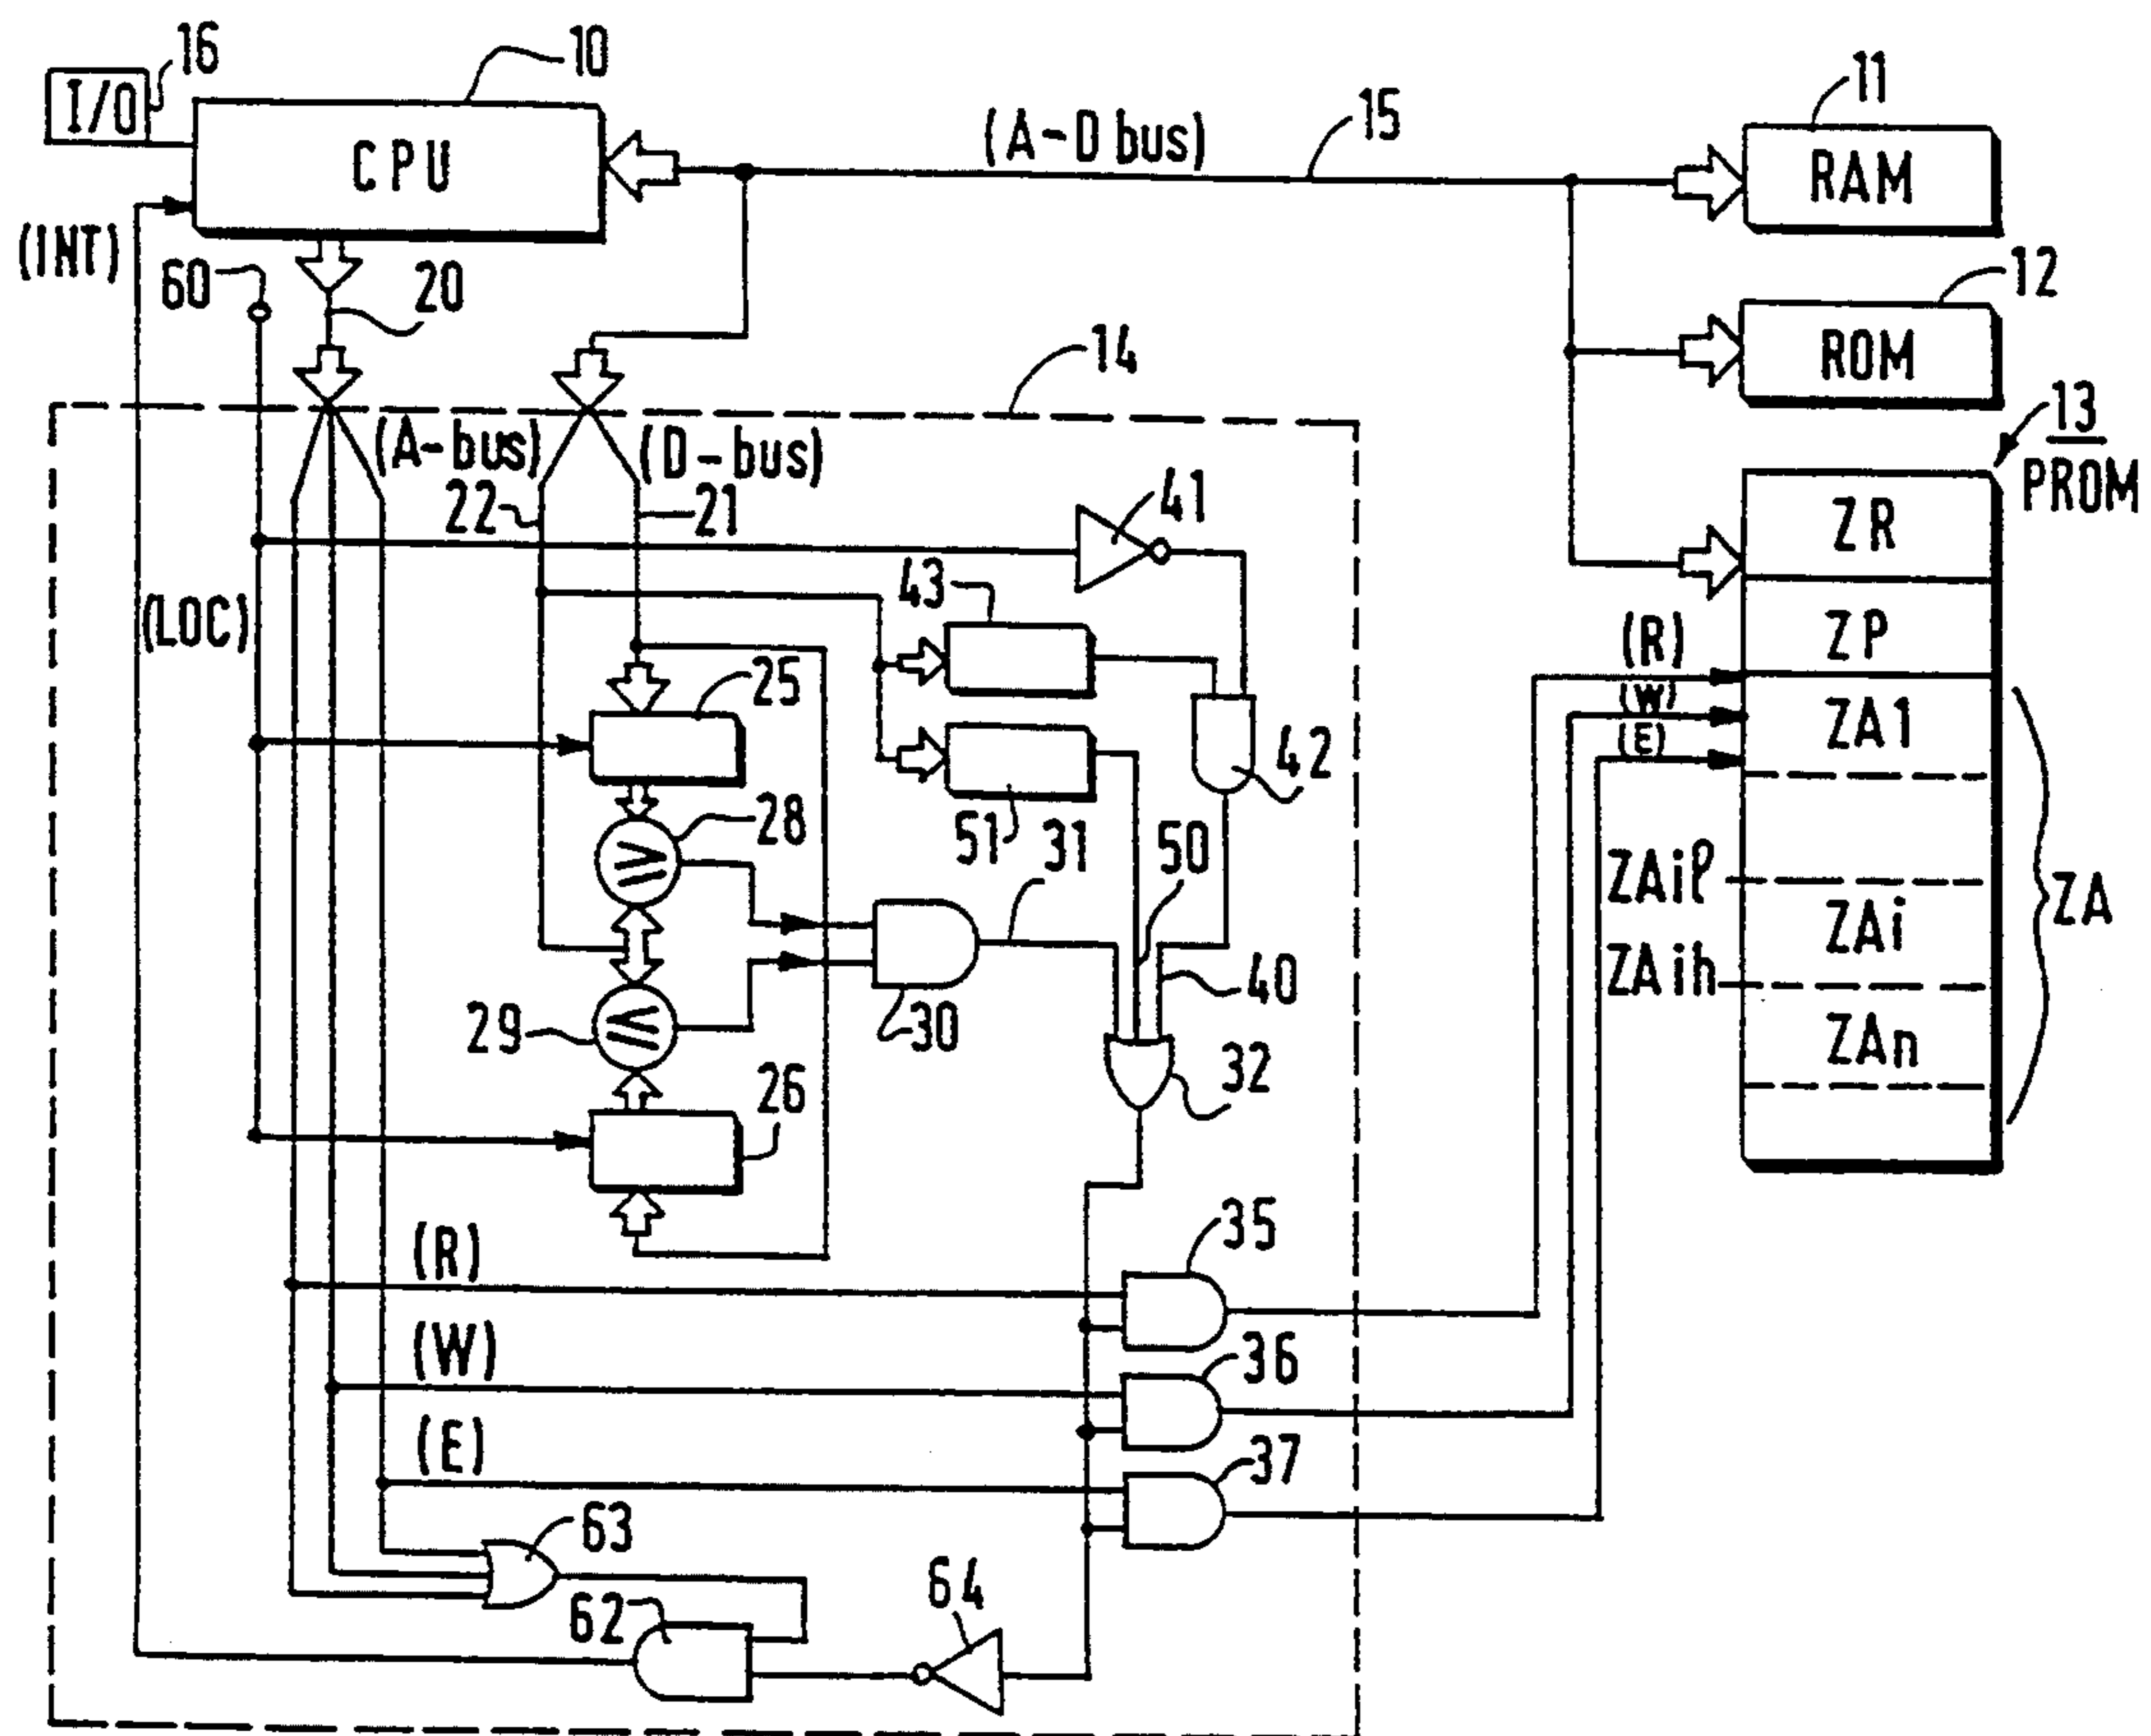 16
I/O
10
CPU
(A-D bus)
15
11
RAM
(INT)
60
20
12
ROM
14
13
PROM
(A-bus)
(D-bus)
22
21
41
ZR
(LOC)
43
ZP
(R)
25
(W)
ZA1
(E)
42
28
51
31
50
ZAiℓ
ZAi
ZA
ZAih
≥
30
40
29
≤
ZAn
32
26
(R)
35
(W)
36
(E)
37
63
62
64